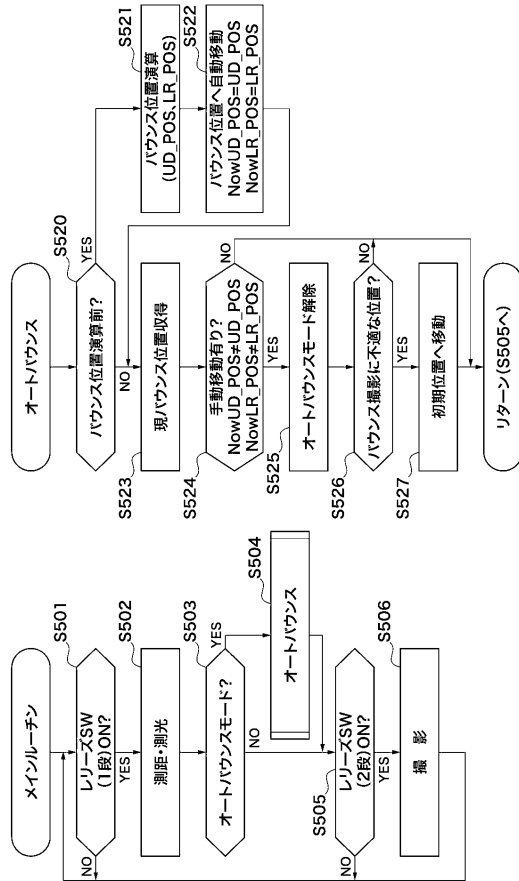 メインルーチン
S501
レリーズSW
(1段)ON?
NO
YES
S502
測距・測光
S503
オートバウンスモード?
YES
NO
S504
オートバウンス
S505
レリーズSW
(2段)ON?
NO
YES
S506
撮 影
オートバウンス
S520
バウンス位置演算前?
YES
NO
S521
バウンス位置演算
(UD_POS、LR_POS)
S522
バウンス位置へ自動移動
NowUD_POS=UD_POS
NowLR_POS=LR_POS
S523
現バウンス位置収得
S524
手動移動有り?
NowUD_POS≠UD_POS
NowLR_POS≠LR_POS
NO
YES
S525
オートバウンスモード解除
S526
バウンス撮影に不適な位置?
NO
YES
S527
初期位置へ移動
リターン(S505へ)